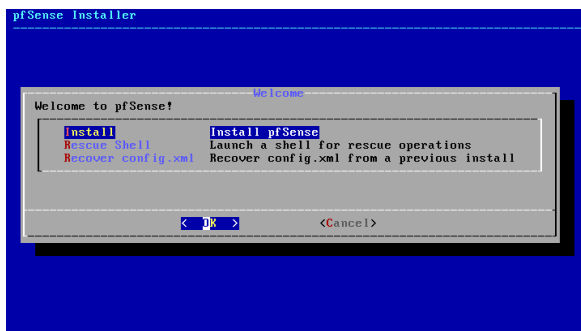 pfSense Installer
Welcome
Welcome to pfSense!
Install Install pfSense
Rescue Shell Launch a shell for rescue operations
Recover config.xml Recover config.xml from a previous install
< OK > <Cancel>